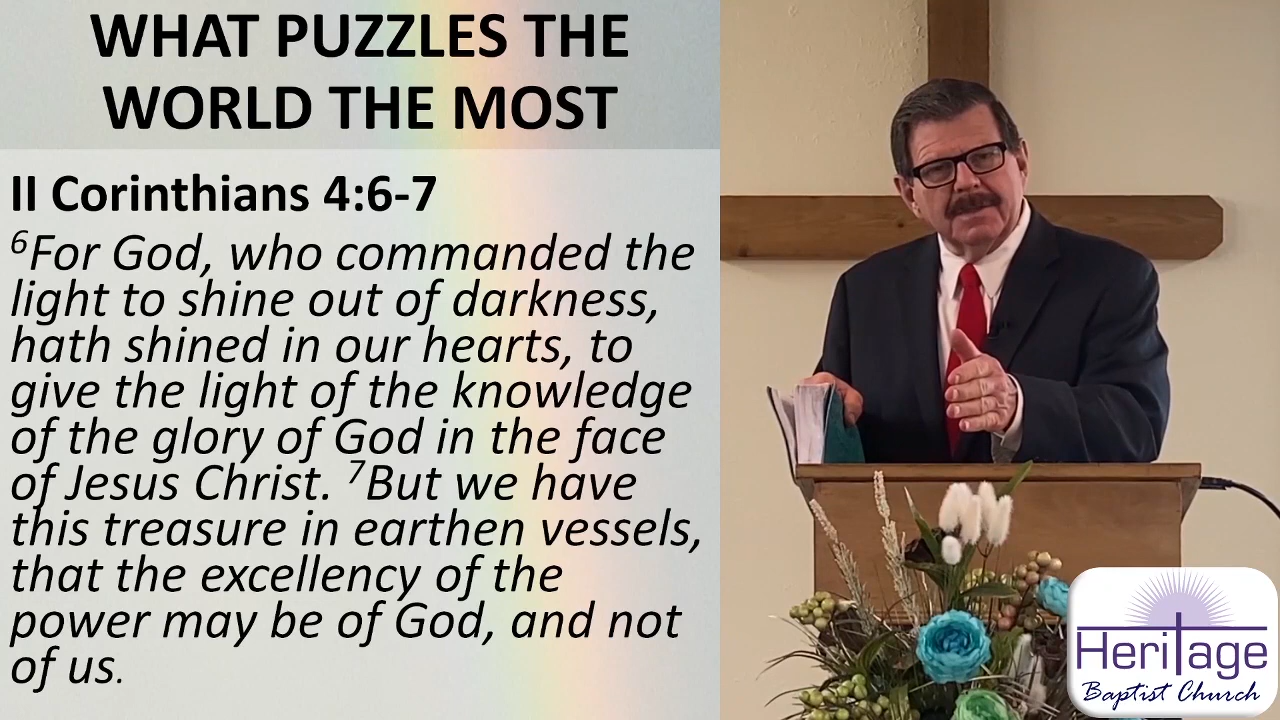 WHAT PUZZLES THE
WORLD THE MOST
II Corinthians 4:6-7
6For God, who commanded the
light to shine out of darkness,
hath shined in our hearts, to
give the light of the knowledge
of the glory of God in the face
of Jesus Christ. 7But we have
this treasure in earthen vessels,
that the excellency of the
power may be of God, and not
of us.
Heritage
Baptist Church